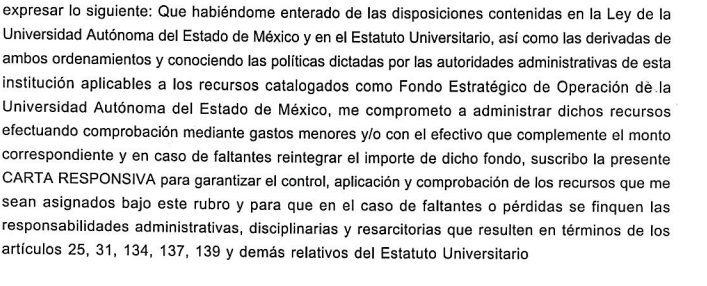 expresar lo siguiente: Que habiéndome enterado de las disposiciones contenidas en la Ley de la
Universidad Autónoma del Estado de México y en el Estatuto Universitario, así como las derivadas de
ambos ordenamientos y conociendo las políticas dictadas por las autoridades administrativas de esta
institución aplicables a los recursos catalogados como Fondo Estratégico de Operación de la
Universidad Autónoma del Estado de México, me comprometo a administrar dichos recursos
efectuando comprobación mediante gastos menores y/o con el efectivo que complemente el monto
correspondiente y en caso de faltantes reintegrar el importe de dicho fondo, suscribo la presente
CARTA RESPONSIVA para garantizar el control, aplicación y comprobación de los recursos que me
sean asignados bajo este rubro y para que en el caso de faltantes o pérdidas se finquen las
responsabilidades administrativas, disciplinarias y resarcitorias que resulten en términos de los
artículos 25, 31, 134, 137, 139 y demás relativos del Estatuto Universitario